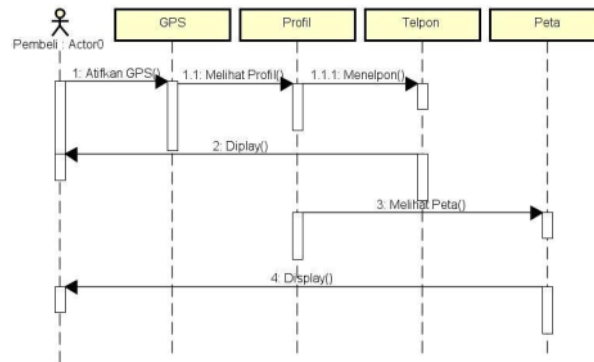 GPS
Profil
Telpon
Peta
Pembeli : Actor0
1: Atifkan GPS()
1.1: Melihat Profil()
1.1.1: Menelpon()
2: Diplay()
3: Melihat Peta()
4: Display()